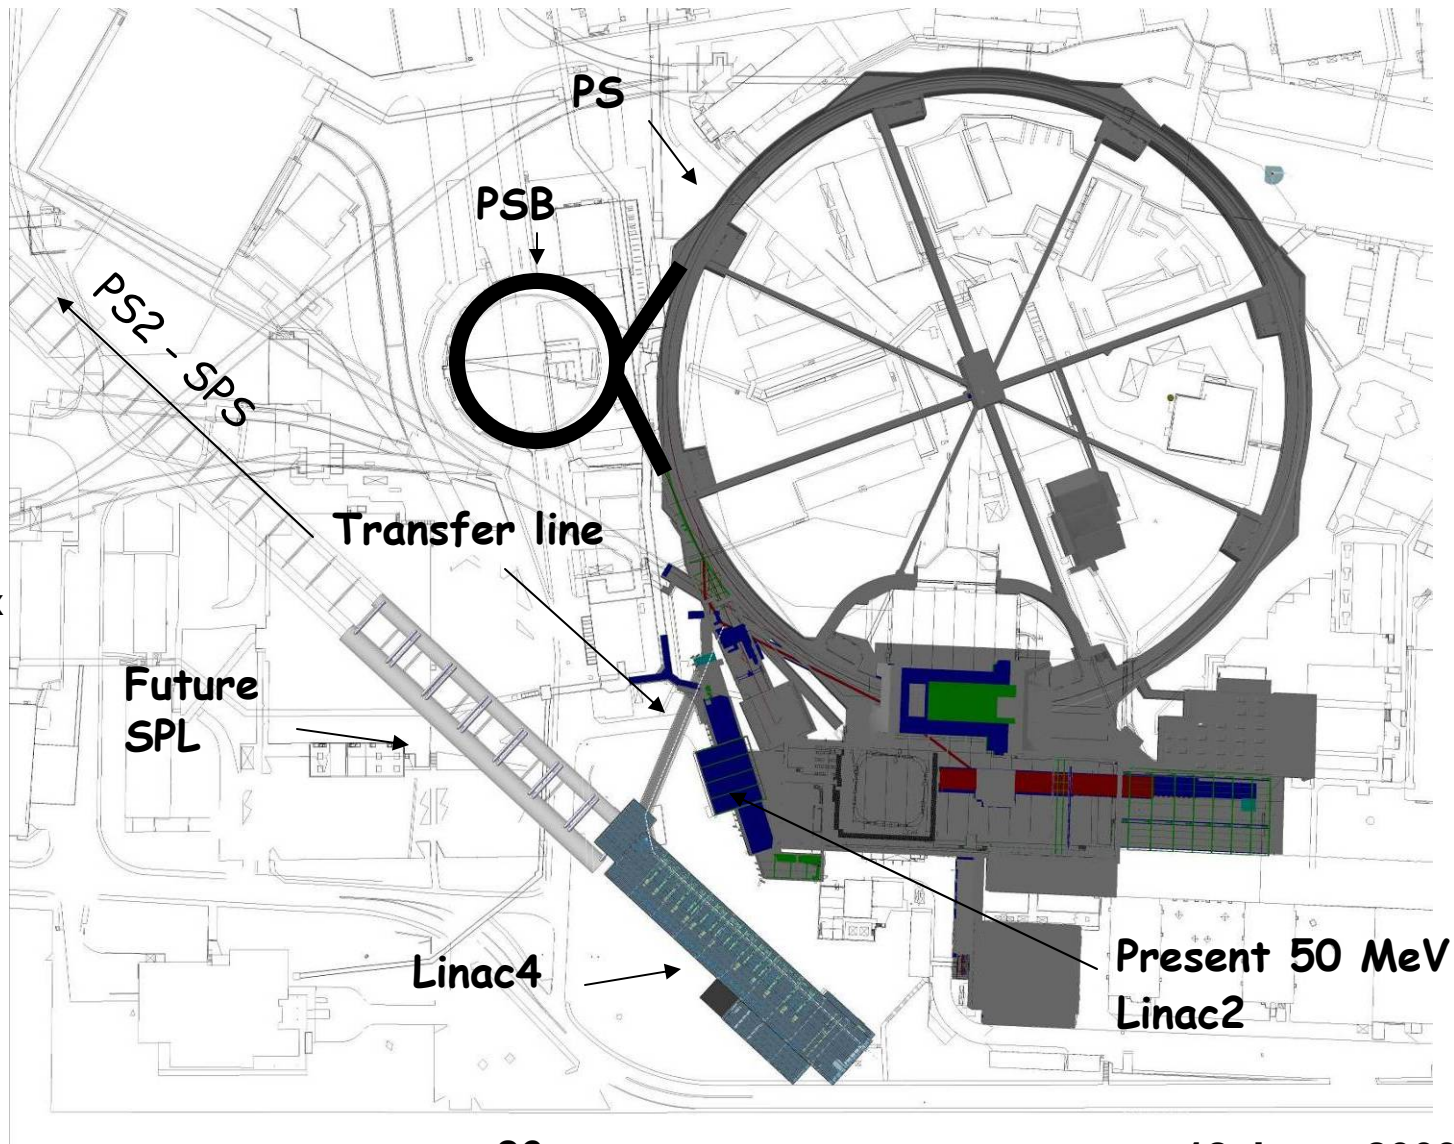 PS
PSB
PS2 - SPS
Transfer line
Future
SPL
Linac4
Present 50 MeV
Linac2